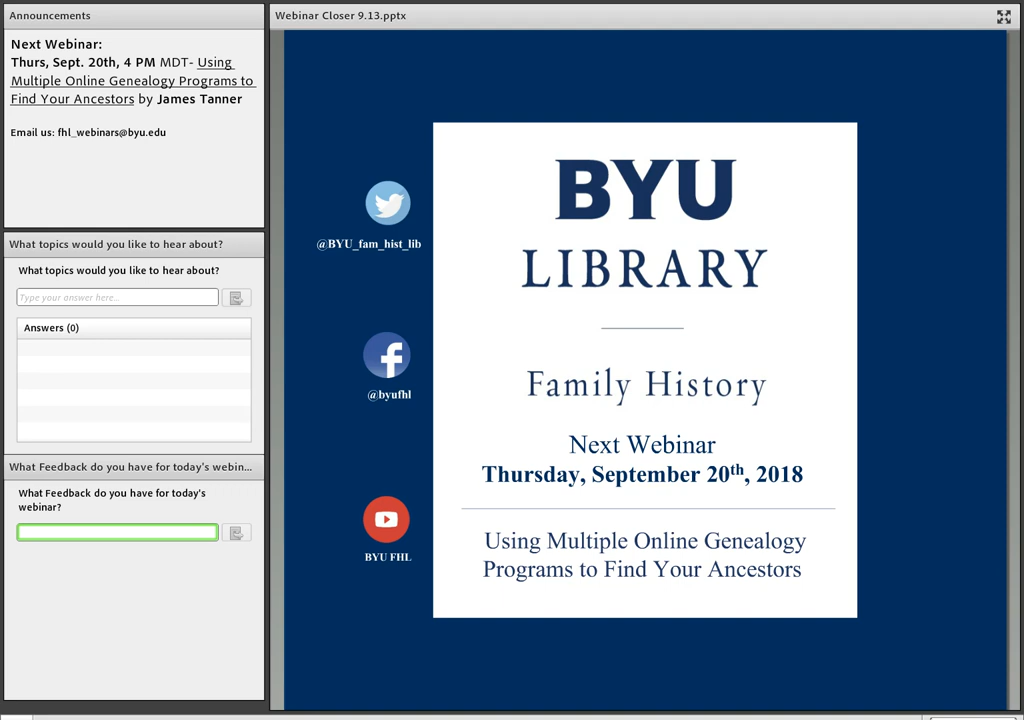 Announcements
Next Webinar:
Thurs, Sept. 20th, 4 PM MDT- Using
Multiple Online Genealogy Programs to
Find Your Ancestors by James Tanner
Email us: fhl_webinars@byu.edu
What topics would you like to hear about?
What topics would you like to hear about?
Type your answer here...
Answers (0)
What Feedback do you have for today's webin...
What Feedback do you have for today's
webinar?
Webinar Closer 9.13.pptx
@BYU_fam_hist_lib
@byufhl
BYU FHL
BYU
LIBRARY
Family History
Next Webinar
Thursday, September 20th, 2018
Using Multiple Online Genealogy
Programs to Find Your Ancestors